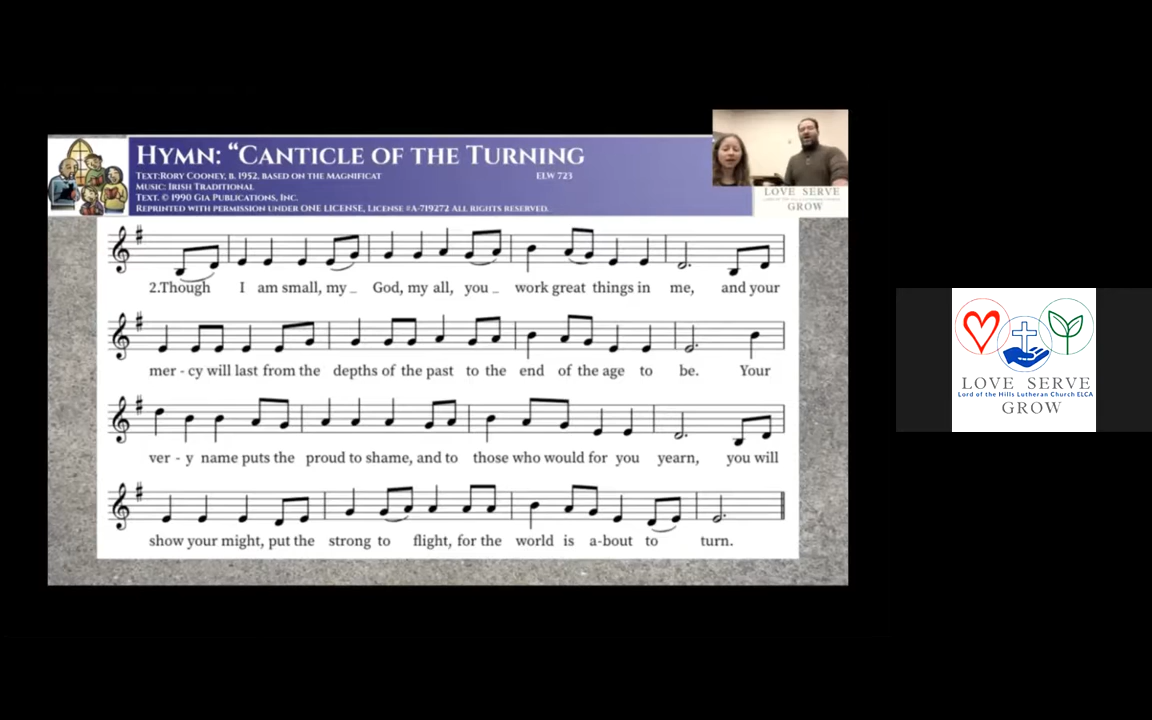 HYMN: “CANTICLE OF THE TURNING
TEXT:RORY COONEY, B. 1952, BASED ON THE MAGNIFICAT ELW 723
MUSIC: IRISH TRADITIONAL
TEXT. © 1990 GIA PUBLICATIONS, INC.
REPRINTED WITH PERMISSION UNDER ONE LICENSE, LICENSE #A-719272 ALL RIGHTS RESERVED.
LOVE SERVE
GROW
2.Though I am small, my _ God, my all, you _ work great things in me, and your
mer - cy will last from the depths of the past to the end of the age to be. Your
ver - y name puts the proud to shame, and to those who would for you yearn, you will
show your might, put the strong to flight, for the world is a-bout to turn.
LOVE SERVE
Lord of the Hills Lutheran Church ELCA
GROW